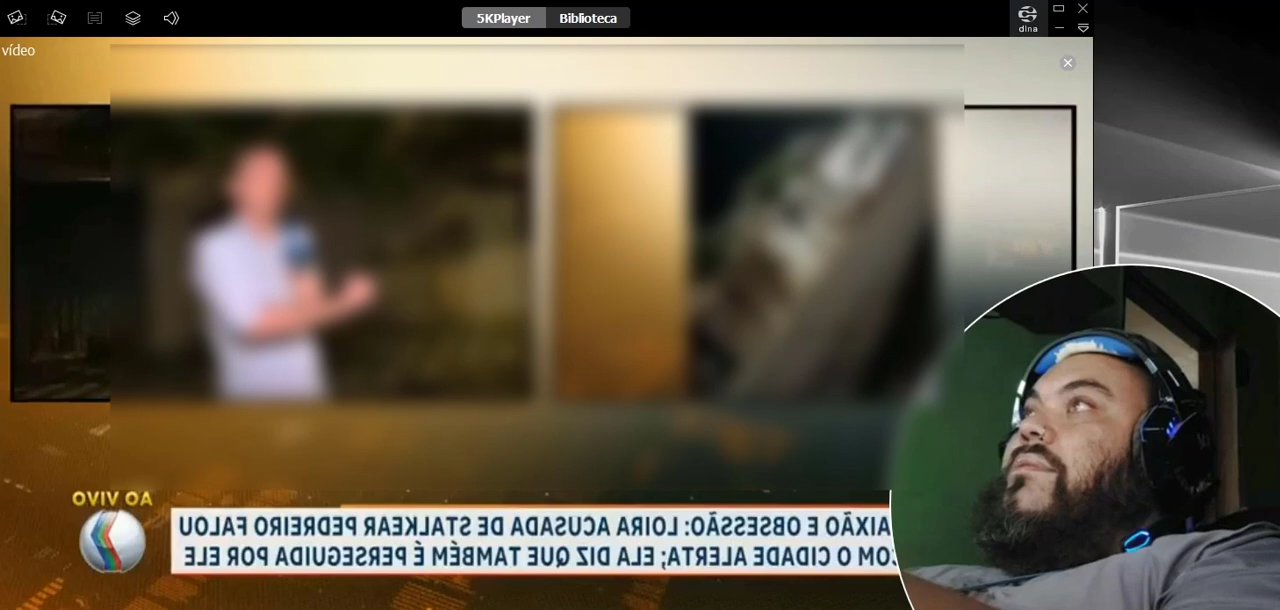 5KPlayer
Biblioteca
dlna
vídeo
AO VIVO
AIXÃO E OBSESSÃO: LOIRA ACUSADA DE STALKEAR PEDREIRO FALOU
COM O CIDADE ALERTA; ELA DIZ QUE TAMBÉM É PERSEGUIDA POR ELE